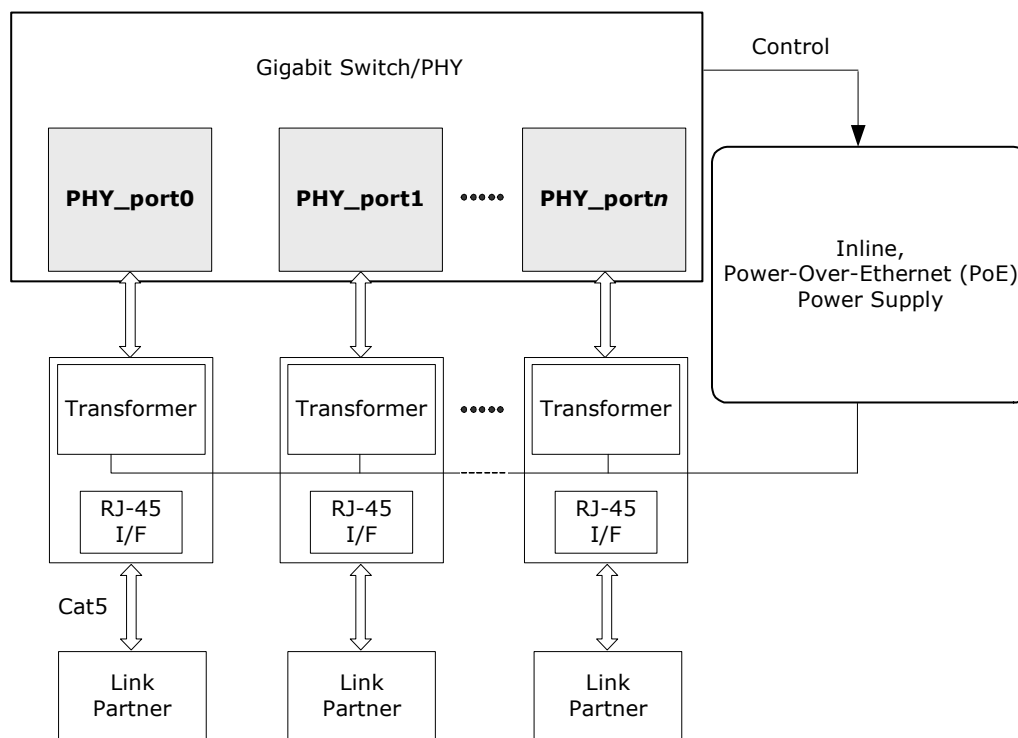 Control
Gigabit Switch/PHY
PHY_port0
PHY_port1
PHY_portn
Inline,
Power-Over-Ethernet (PoE)
Power Supply
Transformer
Transformer
Transformer
RJ-45
I/F
RJ-45
I/F
RJ-45
I/F
Cat5
Link
Partner
Link
Partner
Link
Partner